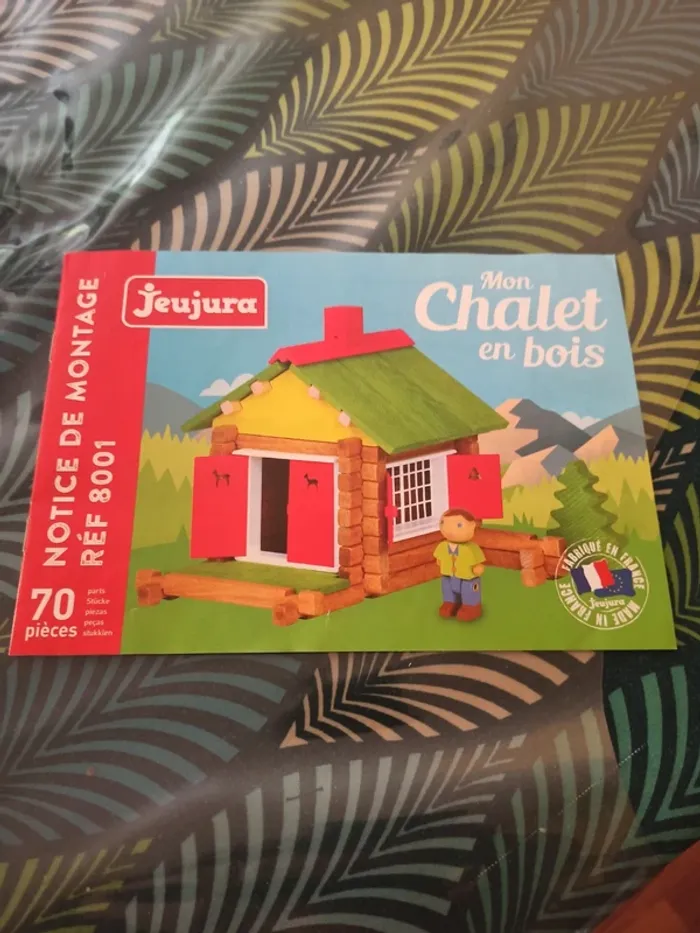 NOTICE DE MONTAGE
RÉF 8001
70
pièces
parts
Stücke
piezas
peças
stukken
Jeujura
Mon
Chalet
en bois
FABRIQUÉ EN FRANCE
Jeujura
MADE IN FRANCE